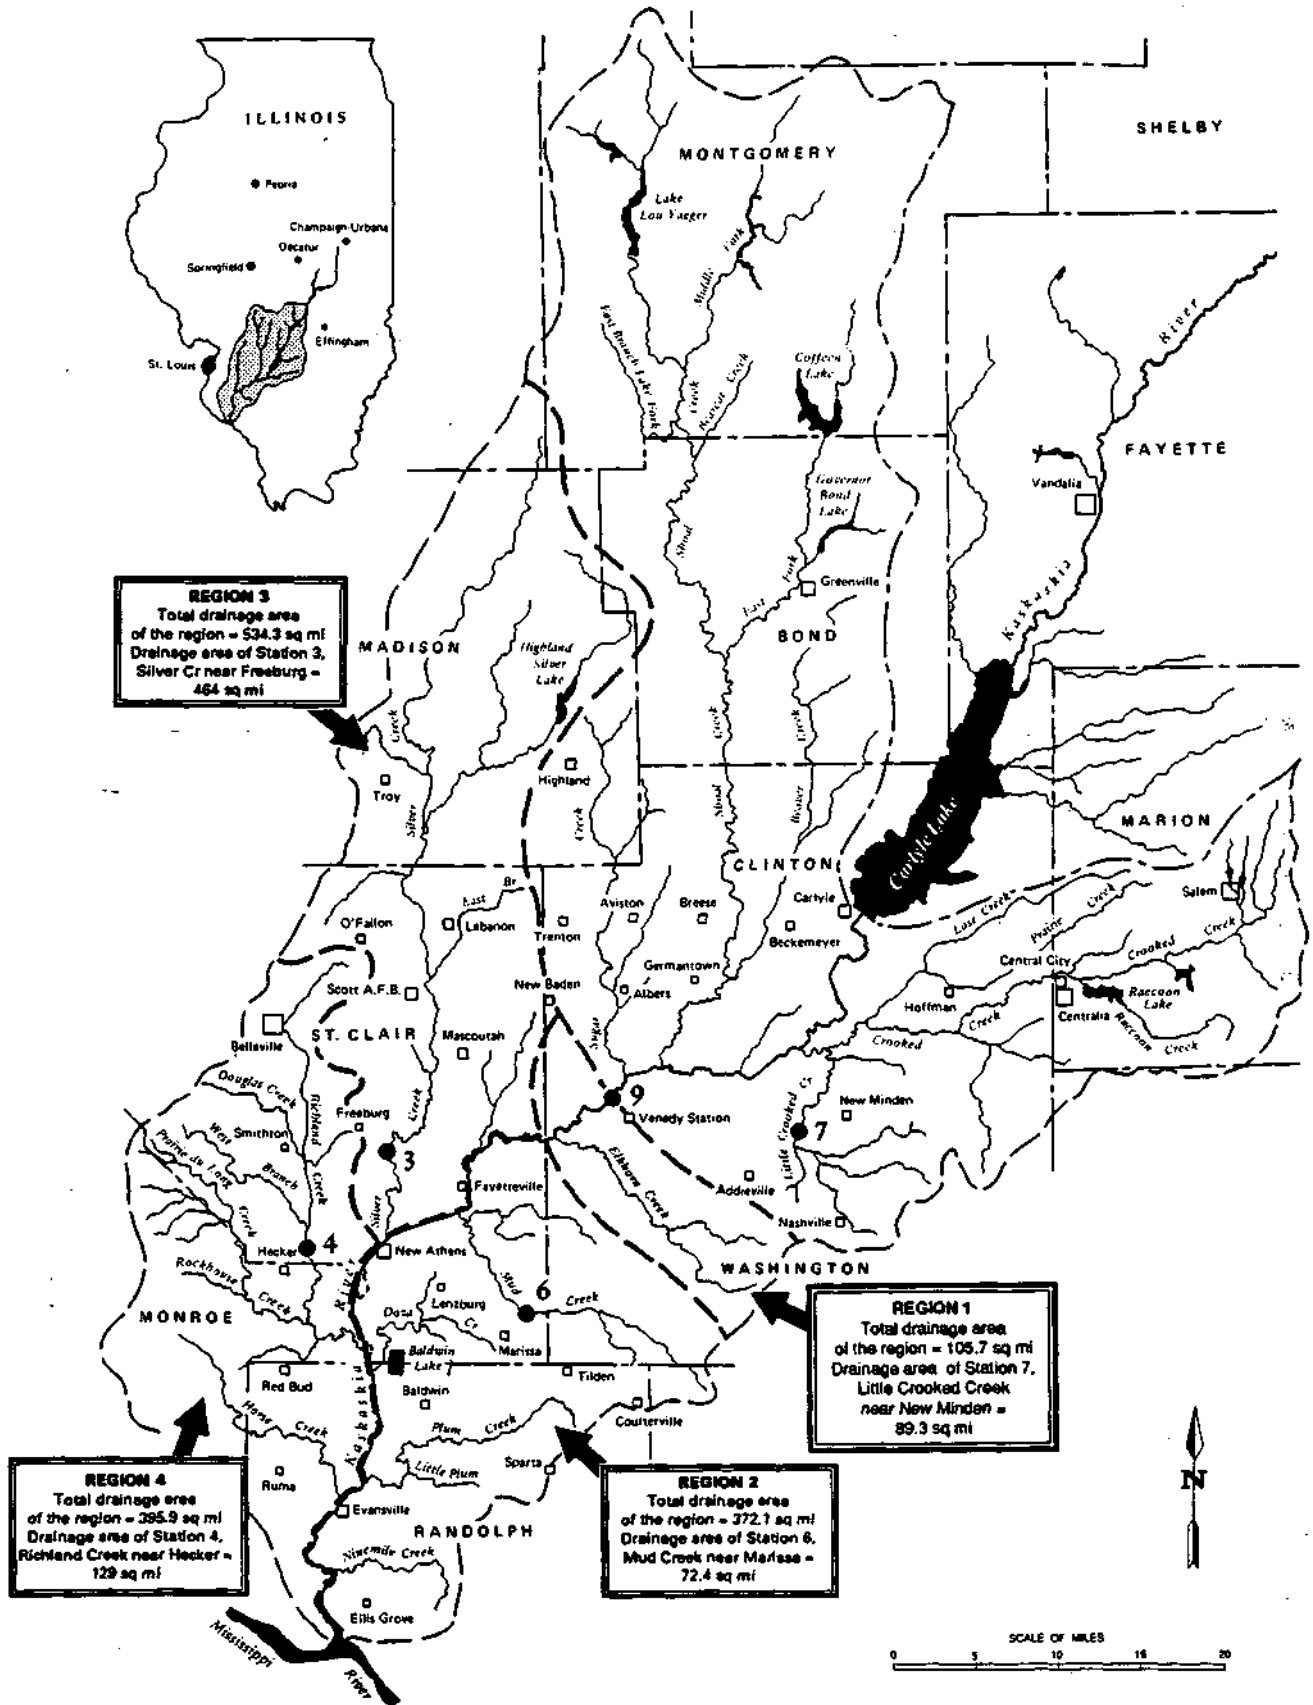 ILLINOIS
Peoria
Champaign-Urbana
Decatur
Springfield
Effingham
St. Louis
MONTGOMERY
SHELBY
Lake
Lou Yaeger
Middle Fork
East Branch Lake Fork
Creek
Bearcat Creek
Coffeen
Lake
River
FAYETTE
Vandalia
Governor
Bond
Lake
Shoal
East Fork
Greenville
Kaskaskia
BOND
REGION 3
Total drainage area
of the region = 534.3 sq mi
Drainage area of Station 3,
Silver Cr near Freeburg =
464 sq mi
MADISON
Highland
Silver
Lake
Creek
Creek
Creek
Highland
Troy
Silver
Creek
Shoal
Beaver
Carlyle Lake
MARION
CLINTON
East Br
Salem
O'Fallon
Lebanon
Trenton
Aviston
Breese
Carlyle
Beckemeyer
Lost Creek
Prairie Creek
Crooked Creek
Central City
Germantown
Scott A.F.B.
New Baden
Albers
Hoffman
Centralia
Raccoon
Lake
Raccoon Creek
Belleville
ST. CLAIR
Mascoutah
Sugar
Crooked Creek
Douglas Creek
Richland
Freeburg
Creek
9
Venedy Station
New Minden
Little Crooked Cr
7
Smithton
West
Branch
Prairie du Long
Creek
Creek
3
Elkhorn Creek
Addieville
Fayetteville
Silver
Nashville
Hecker
4
New Athens
WASHINGTON
Rockhouse
Creek
River
Mud
Creek
6
Lenzburg
Doza
Cr
MONROE
Marissa
REGION 1
Total drainage area
of the region = 105.7 sq mi
Drainage area of Station 7,
Little Crooked Creek
near New Minden =
89.3 sq mi
Baldwin
Lake
Red Bud
Baldwin
Tilden
Kaskaskia
Horse Creek
Coulterville
Plum Creek
Little Plum
Sparta
REGION 4
Total drainage area
of the region = 395.9 sq mi
Drainage area of Station 4,
Richland Creek near Hecker =
129 sq mi
Ruma
Evansville
RANDOLPH
REGION 2
Total drainage area
of the region = 372.1 sq mi
Drainage area of Station 6,
Mud Creek near Marissa =
72.4 sq mi
N
Ninemile Creek
Ellis Grove
Mississippi
River
SCALE OF MILES
0 5 10 15 20